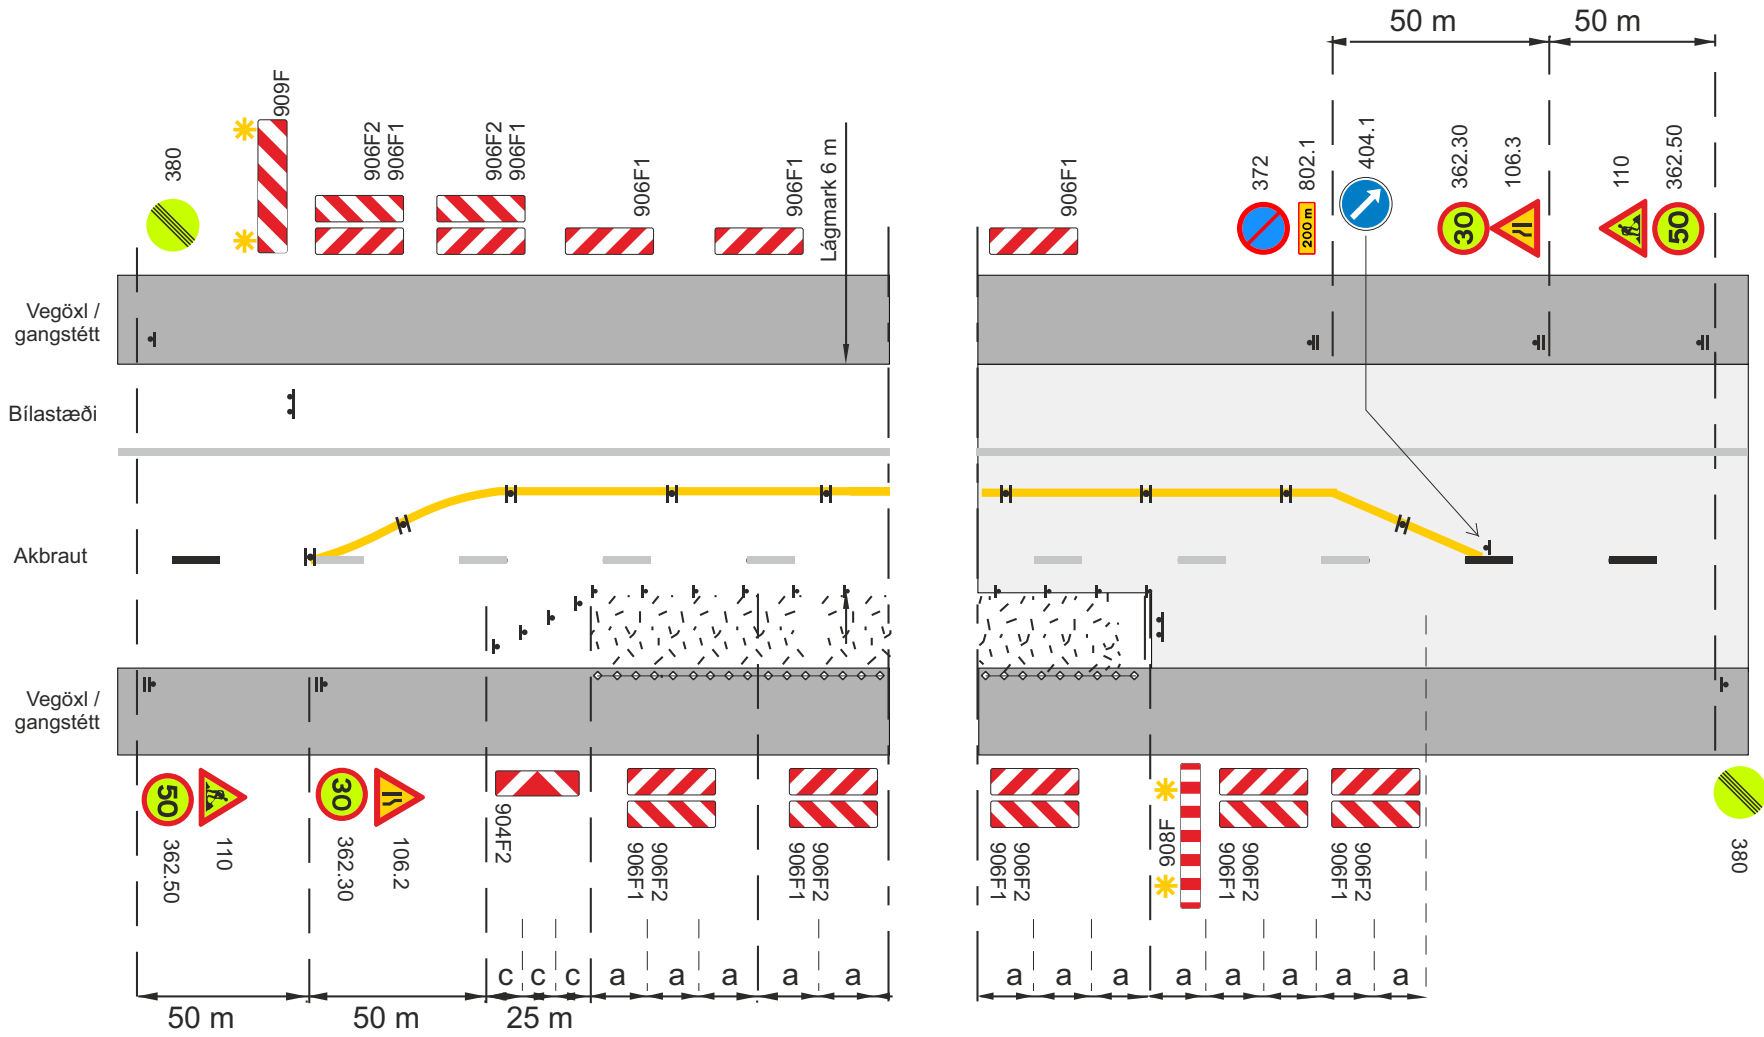 50 m
50 m
380
909F
906F2
906F1
906F2
906F1
906F1
906F1
Lágmark 6 m
906F1
372
802.1
200 m
404.1
362.30
30
106.3
110
362.50
50
Vegöxl /
gangstétt
Bílastæði
Akbraut
Vegöxl /
gangstétt
50
362.50
110
30
362.30
106.2
904F2
906F2
906F1
906F2
906F1
906F2
906F1
908F
906F2
906F1
906F2
906F1
380
c c c a a a a a
a a a a a a a a
50 m
50 m
25 m